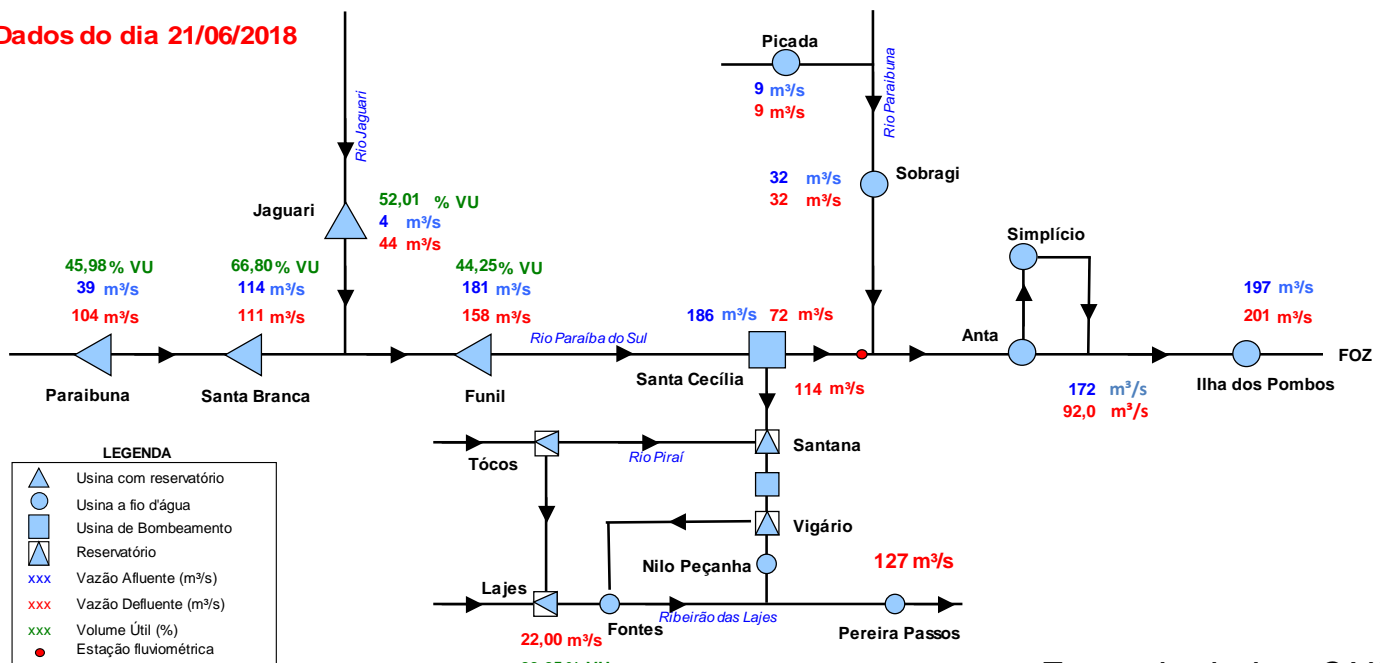 Dados do dia 21/06/2018
Picada
9 m³/s
9 m³/s
Rio Paraibuna
Rio Jaguari
32 m³/s
32 m³/s
Sobragi
Jaguari
52,01 % VU
4 m³/s
44 m³/s
Simplício
45,98 % VU
39 m³/s
104 m³/s
66,80 % VU
114 m³/s
111 m³/s
44,25 % VU
181 m³/s
158 m³/s
186 m³/s 72 m³/s
197 m³/s
201 m³/s
Rio Paraíba do Sul
Anta
FOZ
Paraibuna
Santa Branca
Funil
Santa Cecília
114 m³/s
172 m³/s
92,0 m³/s
Ilha dos Pombos
LEGENDA
Usina com reservatório
Usina a fio d'água
Usina de Bombeamento
Reservatório
xxx Vazão Afluente (m³/s)
xxx Vazão Defluente (m³/s)
xxx Volume Útil (%)
Estação fluviométrica
Tócos
Rio Piraí
Santana
Vigário
Nilo Peçanha
127 m³/s
Lajes
Fontes
Ribeirão das Lajes
Pereira Passos
22,00 m³/s